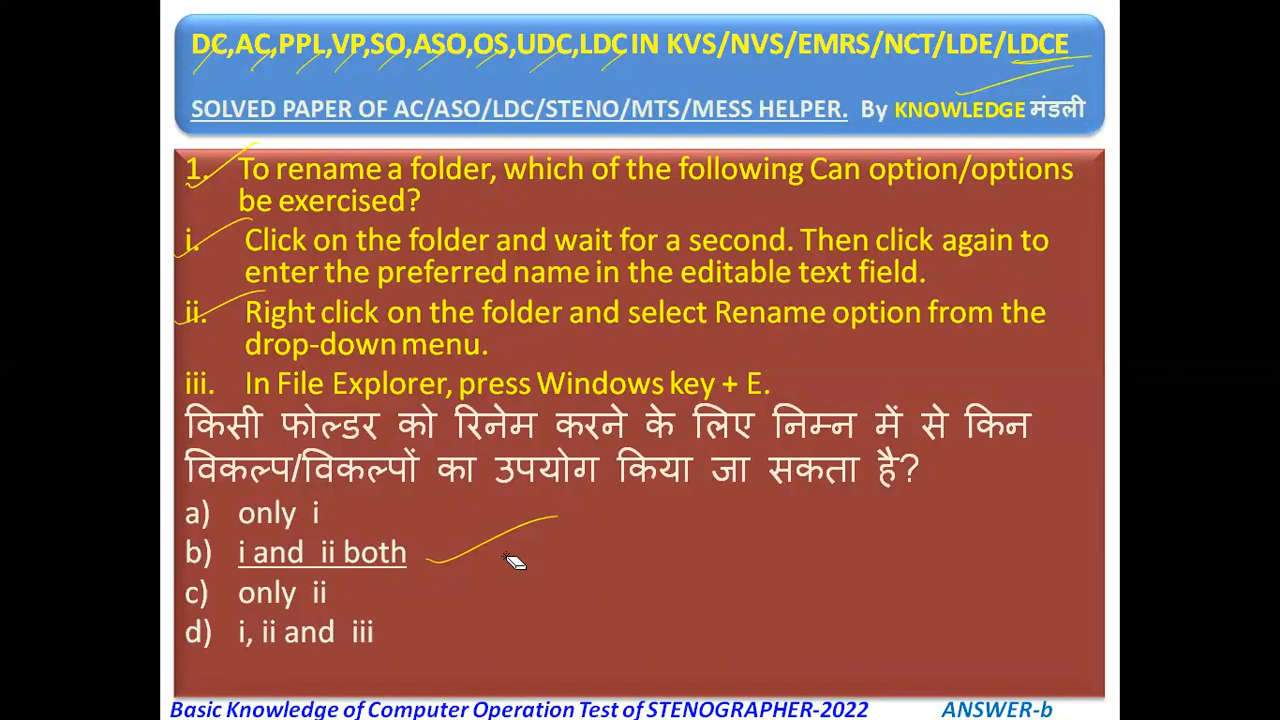 DC,AC,PPL,VP,SO,ASO,OS,UDC,LDC IN KVS/NVS/EMRS/NCT/LDE/LDCE
SOLVED PAPER OF AC/ASO/LDC/STENO/MTS/MESS HELPER. By KNOWLEDGE मंडली
1. To rename a folder, which of the following Can option/options
be exercised?
i. Click on the folder and wait for a second. Then click again to
enter the preferred name in the editable text field.
ii. Right click on the folder and select Rename option from the
drop-down menu.
iii. In File Explorer, press Windows key + E.
किसी फोल्डर को रिनेम करने के लिए निम्न में से किन
विकल्प/विकल्पों का उपयोग किया जा सकता है?
a) only i
b) i and ii both
c) only ii
d) i, ii and iii
Basic Knowledge of Computer Operation Test of STENOGRAPHER-2022 ANSWER-b